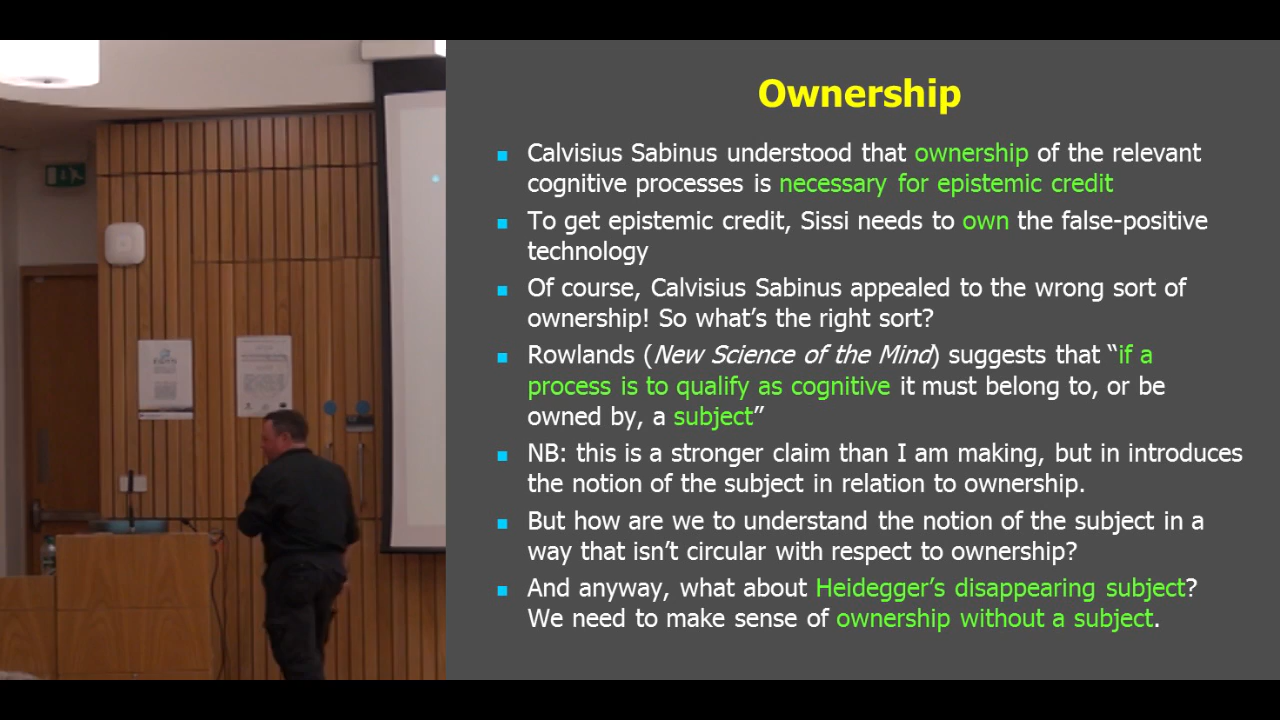 Ownership
Calvisius Sabinus understood that ownership of the relevant
cognitive processes is necessary for epistemic credit
To get epistemic credit, Sissi needs to own the false-positive
technology
Of course, Calvisius Sabinus appealed to the wrong sort of
ownership! So what’s the right sort?
Rowlands (New Science of the Mind) suggests that “if a
process is to qualify as cognitive it must belong to, or be
owned by, a subject”
NB: this is a stronger claim than I am making, but in introduces
the notion of the subject in relation to ownership.
But how are we to understand the notion of the subject in a
way that isn’t circular with respect to ownership?
And anyway, what about Heidegger’s disappearing subject?
We need to make sense of ownership without a subject.